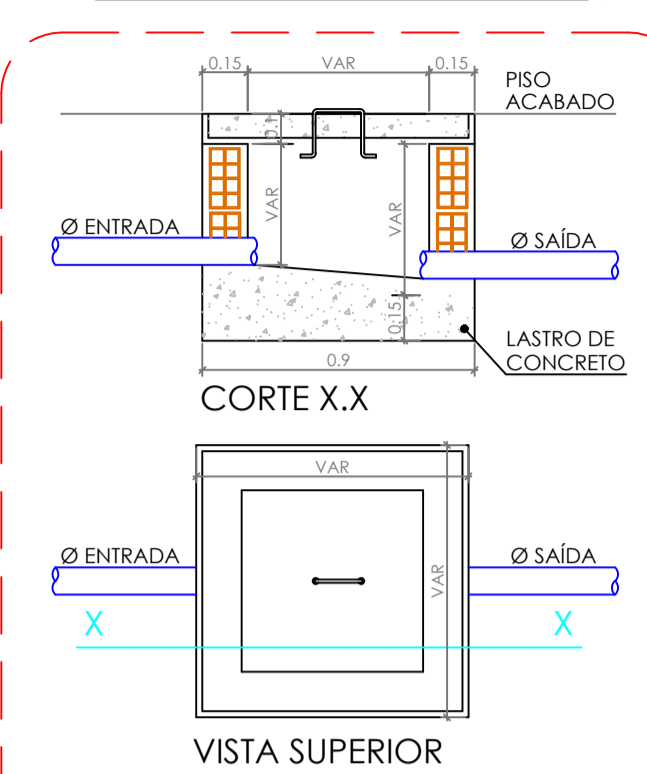 0.15 VAR 0.15
PISO
ACABADO
0.1
VAR
VAR
Ø ENTRADA
Ø SAÍDA
0.15
LASTRO DE
CONCRETO
0.9
CORTE X.X
VAR
Ø ENTRADA
Ø SAÍDA
VAR
X X
VISTA SUPERIOR